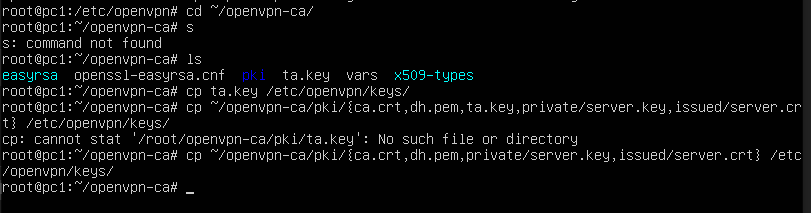 root@pc1:/etc/openvpn# cd ~/openvpn-ca/
root@pc1:~/openvpn-ca# s
s: command not found
root@pc1:~/openvpn-ca# ls
easyrsa openssl-easyrsa.cnf pki ta.key vars x509-types
root@pc1:~/openvpn-ca# cp ta.key /etc/openvpn/keys/
root@pc1:~/openvpn-ca# cp ~/openvpn-ca/pki/{ca.crt,dh.pem,ta.key,private/server.key,issued/server.cr
t} /etc/openvpn/keys/
cp: cannot stat '/root/openvpn-ca/pki/ta.key': No such file or directory
root@pc1:~/openvpn-ca# cp ~/openvpn-ca/pki/{ca.crt,dh.pem,private/server.key,issued/server.crt} /etc
/openvpn/keys/
root@pc1:~/openvpn-ca# _